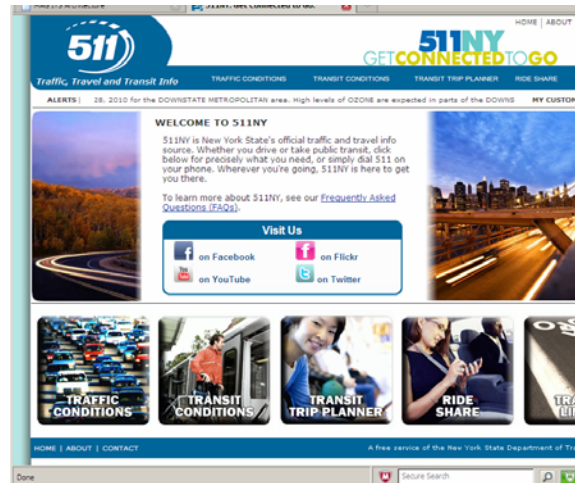 511NY. Get Connected to Go.
HOME | ABOUT
511
511NY
GET CONNECTED TO GO
Traffic, Travel and Transit Info
TRAFFIC CONDITIONS TRANSIT CONDITIONS TRANSIT TRIP PLANNER RIDE SHARE
ALERTS | 28, 2010 for the DOWNSTATE METROPOLITAN area. High levels of OZONE are expected in parts of the DOWNS MY CUSTOM
WELCOME TO 511NY
511NY is New York State's official traffic and travel info
source. Whether you drive or take public transit, click
below for precisely what you need, or simply dial 511 on
your phone. Wherever you're going, 511NY is here to get
you there.
To learn more about 511NY, see our Frequently Asked
Questions (FAQs).
Visit Us
on Facebook on Flickr
on YouTube on Twitter
TRAFFIC CONDITIONS
TRANSIT CONDITIONS
TRANSIT TRIP PLANNER
RIDE SHARE
HOME | ABOUT | CONTACT A free service of the New York State Department of
Done Secure Search